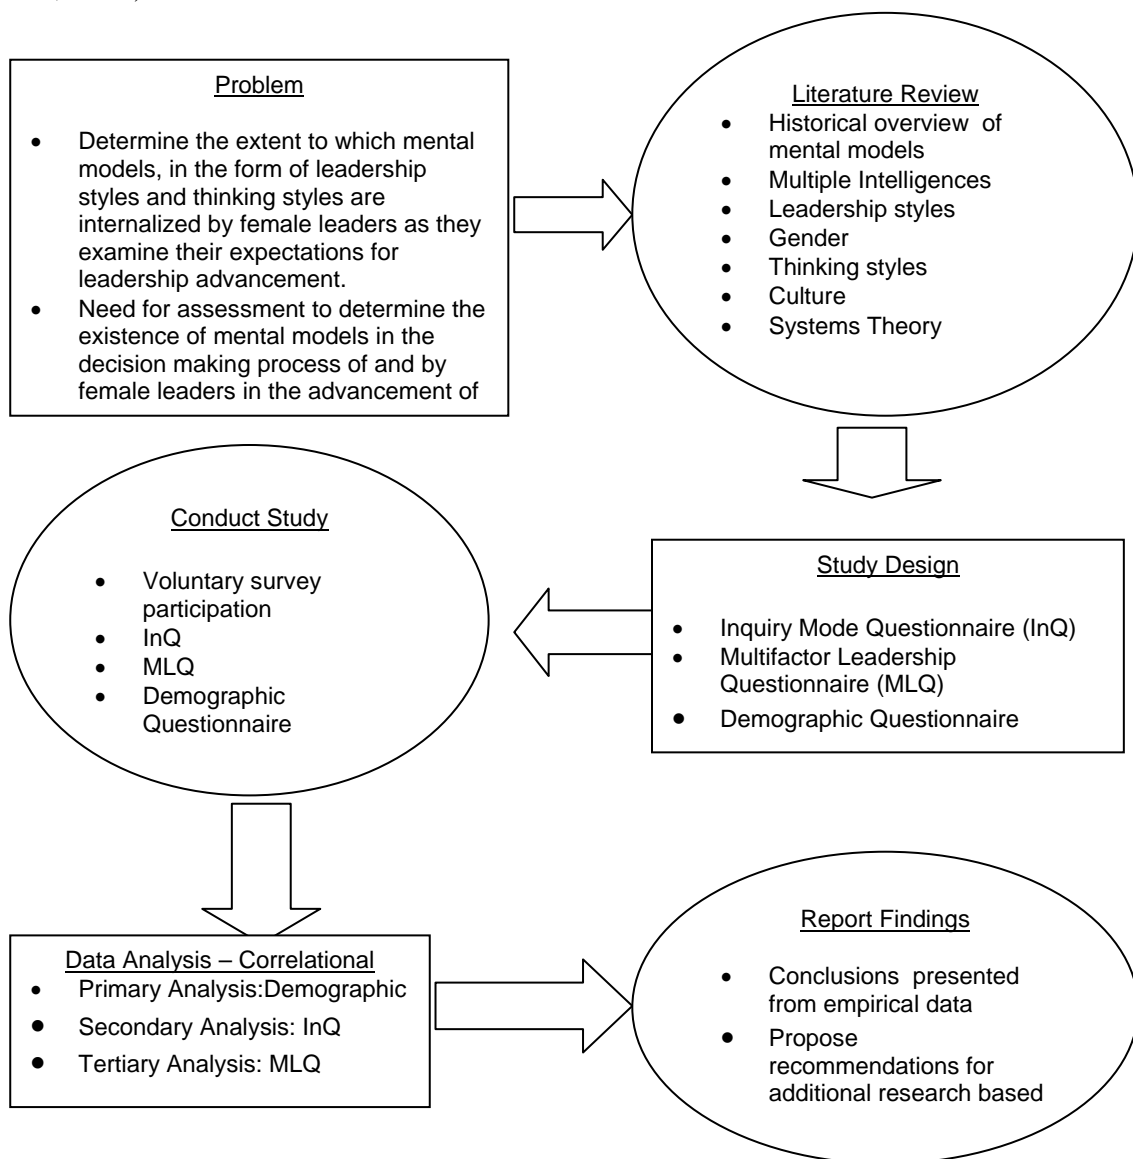 Problem
• Determine the extent to which mental
models, in the form of leadership
styles and thinking styles are
internalized by female leaders as they
examine their expectations for
leadership advancement.
• Need for assessment to determine the
existence of mental models in the
decision making process of and by
female leaders in the advancement of
Literature Review
• Historical overview of
mental models
• Multiple Intelligences
• Leadership styles
• Gender
• Thinking styles
• Culture
• Systems Theory
Study Design
• Inquiry Mode Questionnaire (InQ)
• Multifactor Leadership
Questionnaire (MLQ)
• Demographic Questionnaire
Conduct Study
• Voluntary survey
participation
• InQ
• MLQ
• Demographic
Questionnaire
Data Analysis – Correlational
• Primary Analysis:Demographic
• Secondary Analysis: InQ
• Tertiary Analysis: MLQ
Report Findings
• Conclusions presented
from empirical data
• Propose
recommendations for
additional research based